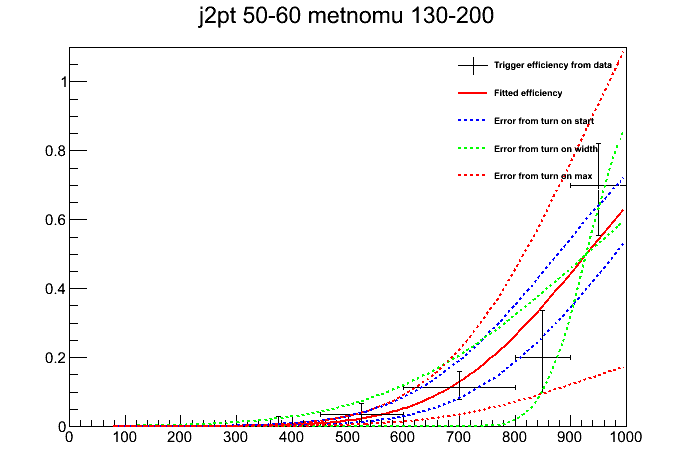 j2pt 50-60 metnomu 130-200
Trigger efficiency from data
Fitted efficiency
Error from turn on start
Error from turn on width
Error from turn on max
1
0.8
0.6
0.4
0.2
0
0 100 200 300 400 500 600 700 800 900 1000